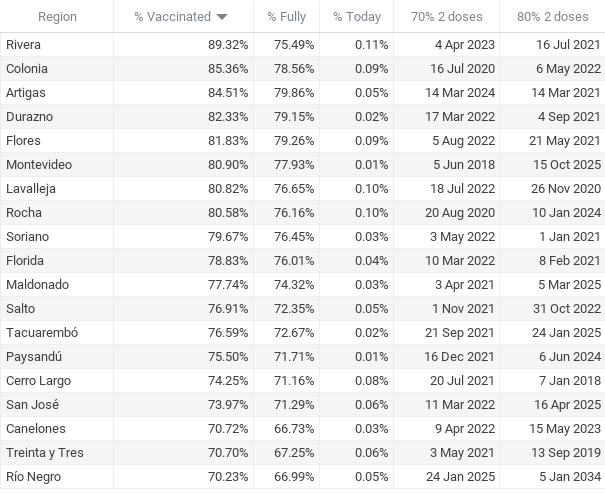 Region % Vaccinated % Fully % Today 70% 2 doses 80% 2 doses
Rivera 89.32% 75.49% 0.11% 4 Apr 2023 16 Jul 2021
Colonia 85.36% 78.56% 0.09% 16 Jul 2020 6 May 2022
Artigas 84.51% 79.86% 0.05% 14 Mar 2024 14 Mar 2021
Durazno 82.33% 79.15% 0.02% 17 Mar 2022 4 Sep 2021
Flores 81.83% 79.26% 0.09% 5 Aug 2022 21 May 2021
Montevideo 80.90% 77.93% 0.01% 5 Jun 2018 15 Oct 2025
Lavalleja 80.82% 76.65% 0.10% 18 Jul 2022 26 Nov 2020
Rocha 80.58% 76.16% 0.10% 20 Aug 2020 10 Jan 2024
Soriano 79.67% 76.45% 0.03% 3 May 2022 1 Jan 2021
Florida 78.83% 76.01% 0.04% 10 Mar 2022 8 Feb 2021
Maldonado 77.74% 74.32% 0.03% 3 Apr 2021 5 Mar 2025
Salto 76.91% 72.35% 0.05% 1 Nov 2021 31 Oct 2022
Tacuarembó 76.59% 72.67% 0.02% 21 Sep 2021 24 Jan 2025
Paysandú 75.50% 71.71% 0.01% 16 Dec 2021 6 Jun 2024
Cerro Largo 74.25% 71.16% 0.08% 20 Jul 2021 7 Jan 2018
San José 73.97% 71.29% 0.06% 11 Mar 2022 16 Apr 2025
Canelones 70.72% 66.73% 0.03% 9 Apr 2022 15 May 2023
Treinta y Tres 70.70% 67.25% 0.06% 3 May 2021 13 Sep 2019
Río Negro 70.23% 66.99% 0.05% 24 Jan 2025 5 Jan 2034